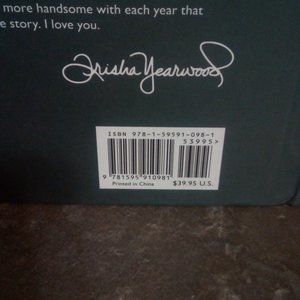 more handsome with each year that
e story. I love you.
Trisha Yearwood
ISBN 978-1-59591-098-1
53995>
9 781595 910981
Printed in China
$39.95 U.S.